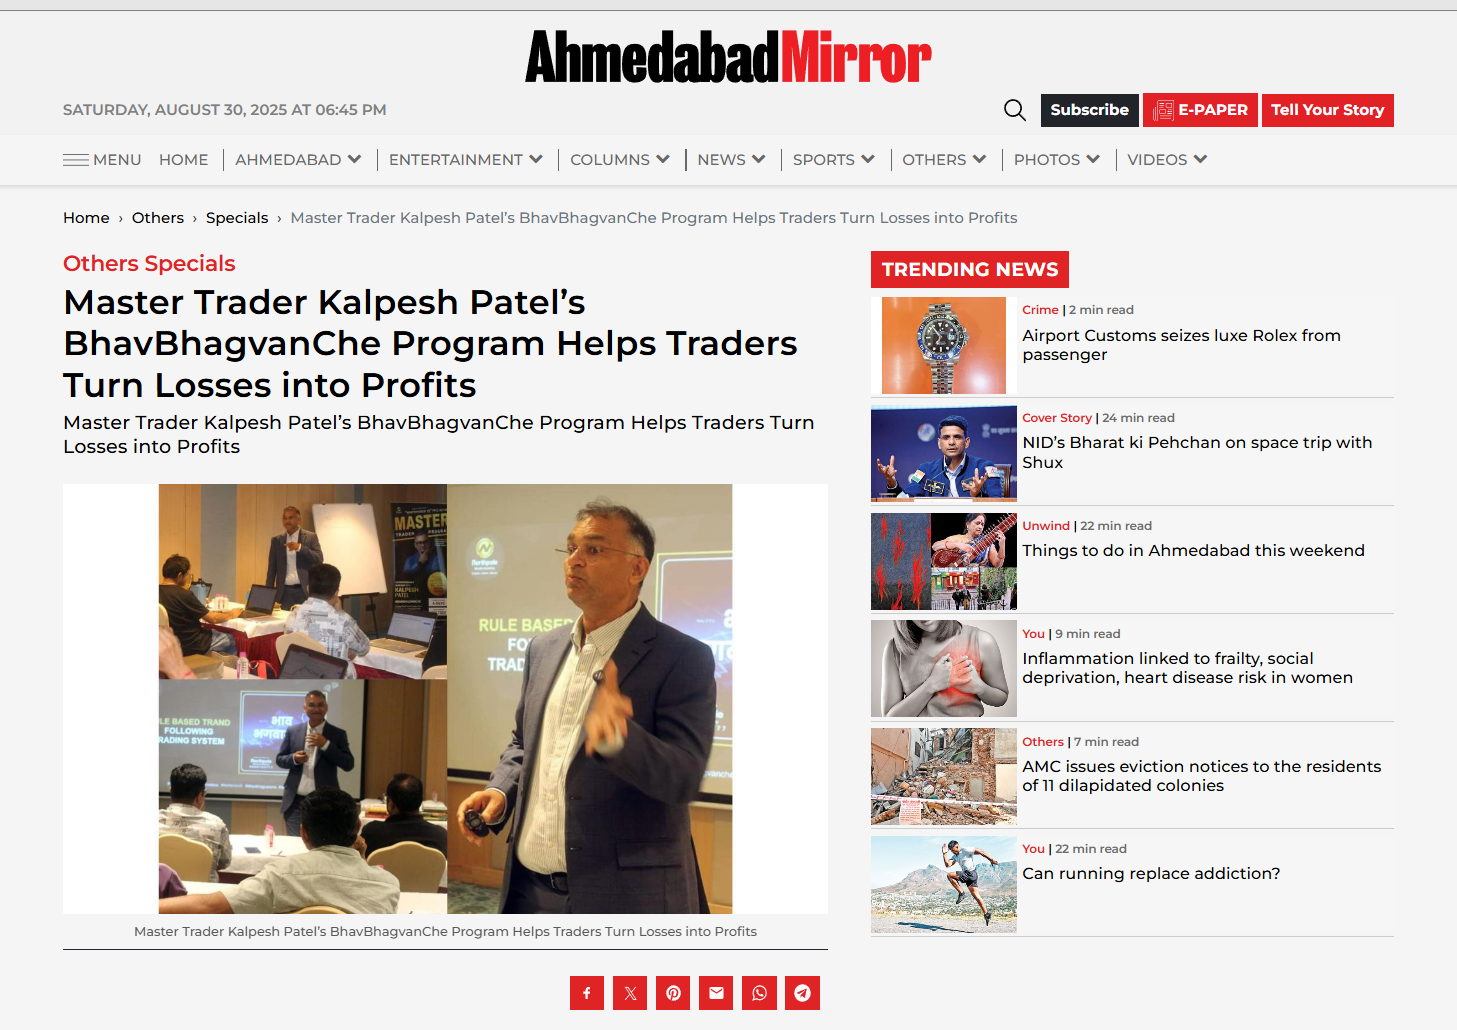 AhmedabadMirror
SATURDAY, AUGUST 30, 2025 AT 06:45 PM
Subscribe
E-PAPER
Tell Your Story
MENU
HOME
AHMEDABAD
ENTERTAINMENT
COLUMNS
NEWS
SPORTS
OTHERS
PHOTOS
VIDEOS
Home › Others › Specials › Master Trader Kalpesh Patel’s BhavBhagvanChe Program Helps Traders Turn Losses into Profits
Others Specials
Master Trader Kalpesh Patel’s
BhavBhagvanChe Program Helps Traders
Turn Losses into Profits
Master Trader Kalpesh Patel’s BhavBhagvanChe Program Helps Traders Turn
Losses into Profits
MASTER
TRADER
KALPESH
PATEL
Northpole
RULE BASED
FO
TRAD
LE BASED TRAND
FOLLOWING
RADING SYSTEM
भाव
Master Trader Kalpesh Patel’s BhavBhagvanChe Program Helps Traders Turn Losses into Profits
TRENDING NEWS
Crime | 2 min read
Airport Customs seizes luxe Rolex from
passenger
Cover Story | 24 min read
NID’s Bharat ki Pehchan on space trip with
Shux
Unwind | 22 min read
Things to do in Ahmedabad this weekend
You | 9 min read
Inflammation linked to frailty, social
deprivation, heart disease risk in women
Others | 7 min read
AMC issues eviction notices to the residents
of 11 dilapidated colonies
You | 22 min read
Can running replace addiction?